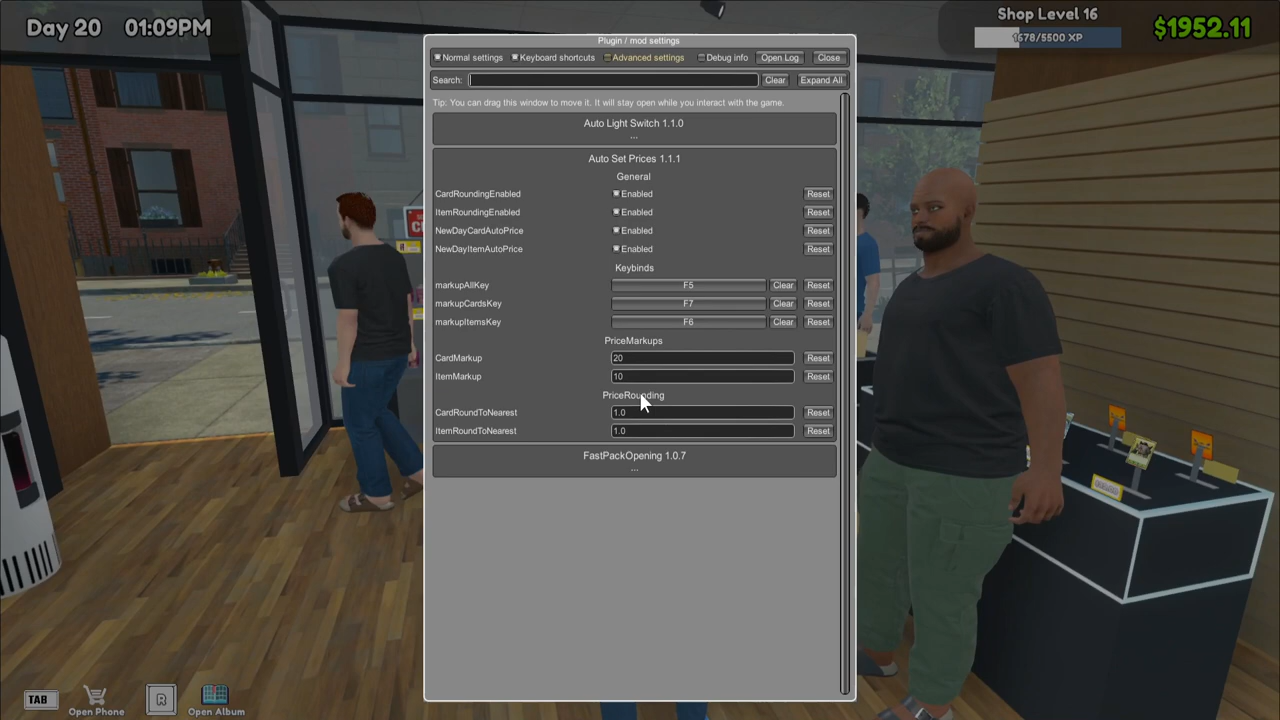 Day 20 01:09PM
Shop Level 16
1678/5500 XP
$1952.11
Plugin / mod settings
Normal settings Keyboard shortcuts Advanced settings Debug info Open Log Close
Search: Clear Expand All
Tip: You can drag this window to move it. It will stay open while you interact with the game.
Auto Light Switch 1.1.0
...
Auto Set Prices 1.1.1
General
CardRoundingEnabled Enabled Reset
ItemRoundingEnabled Enabled Reset
NewDayCardAutoPrice Enabled Reset
NewDayItemAutoPrice Enabled Reset
Keybinds
markupAllKey F5 Clear Reset
markupCardsKey F7 Clear Reset
markupItemsKey F6 Clear Reset
PriceMarkups
CardMarkup 20 Reset
ItemMarkup 10 Reset
PriceRounding
CardRoundToNearest 1.0 Reset
ItemRoundToNearest 1.0 Reset
FastPackOpening 1.0.7
...
TAB Open Phone R Open Album